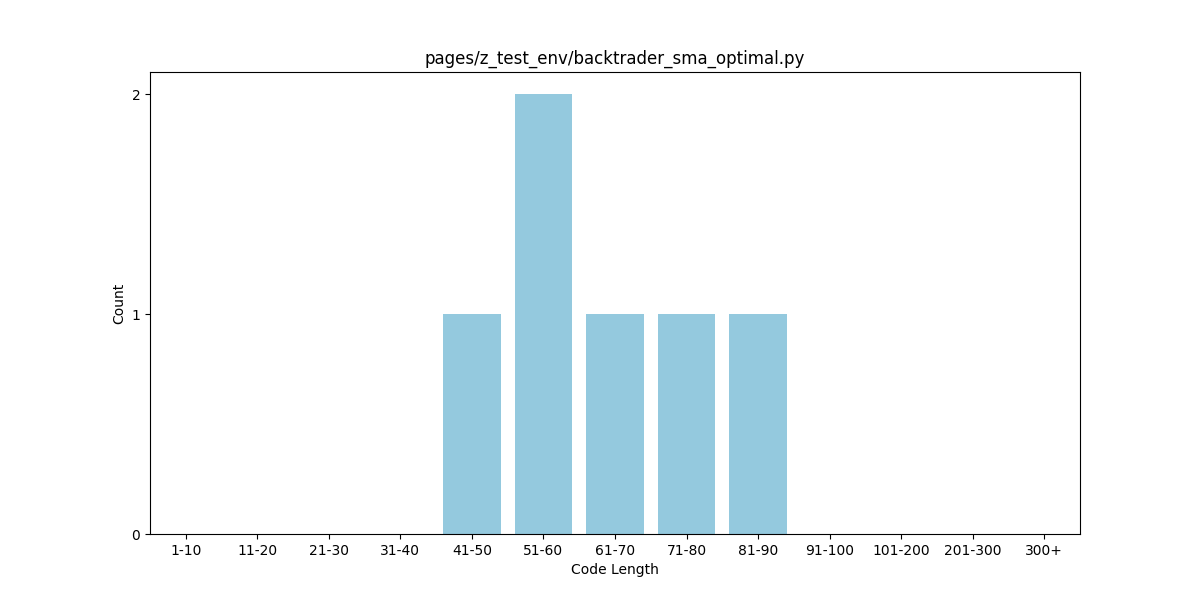 pages/z_test_env/backtrader_sma_optimal.py
2
1
0
Count
1-10 11-20 21-30 31-40 41-50 51-60 61-70 71-80 81-90 91-100 101-200 201-300 300+
Code Length